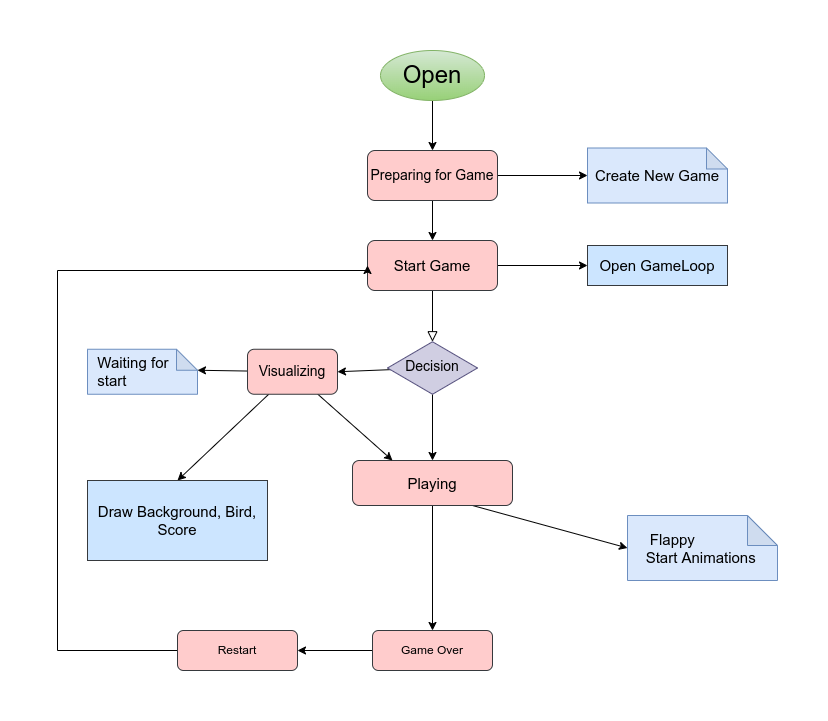 Open
Preparing for Game
Create New Game
Start Game
Open GameLoop
Waiting for
start
Visualizing
Decision
Playing
Draw Background, Bird,
Score
Flappy
Start Animations
Restart
Game Over